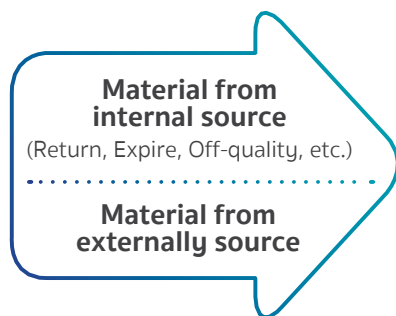 Material from
internal source
(Return, Expire, Off-quality, etc.)
Material from
externally source